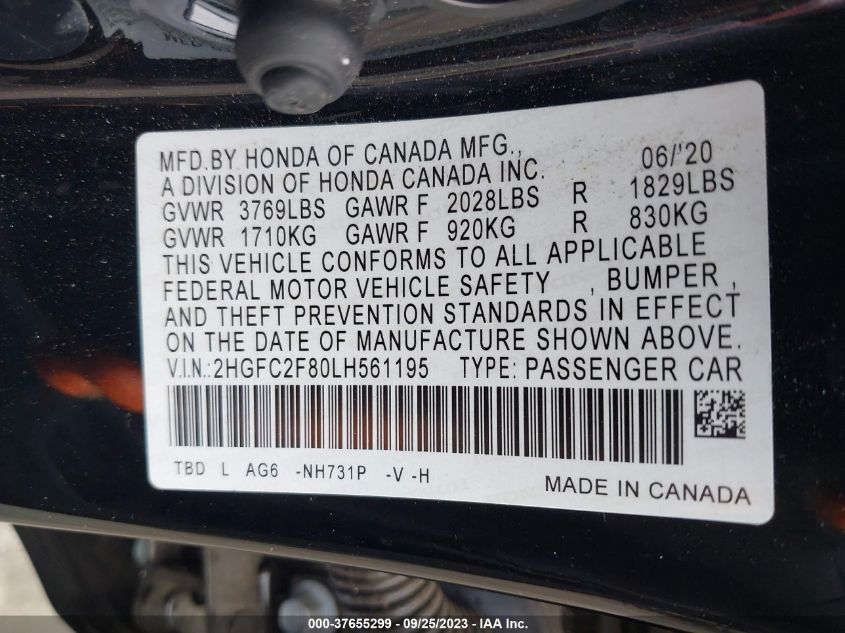 MFD.BY HONDA OF CANADA MFG., 06/'20
A DIVISION OF HONDA CANADA INC.
GVWR 3769LBS GAWR F 2028LBS R 1829LBS
GVWR 1710KG GAWR F 920KG R 830KG
THIS VEHICLE CONFORMS TO ALL APPLICABLE
FEDERAL MOTOR VEHICLE SAFETY , BUMPER ,
AND THEFT PREVENTION STANDARDS IN EFFECT
ON THE DATE OF MANUFACTURE SHOWN ABOVE.
V.I.N.:2HGFC2F80LH561195 TYPE: PASSENGER CAR
TBD L AG6 -NH731P -V -H
MADE IN CANADA
000-37655299 - 09/25/2023 - IAA Inc.